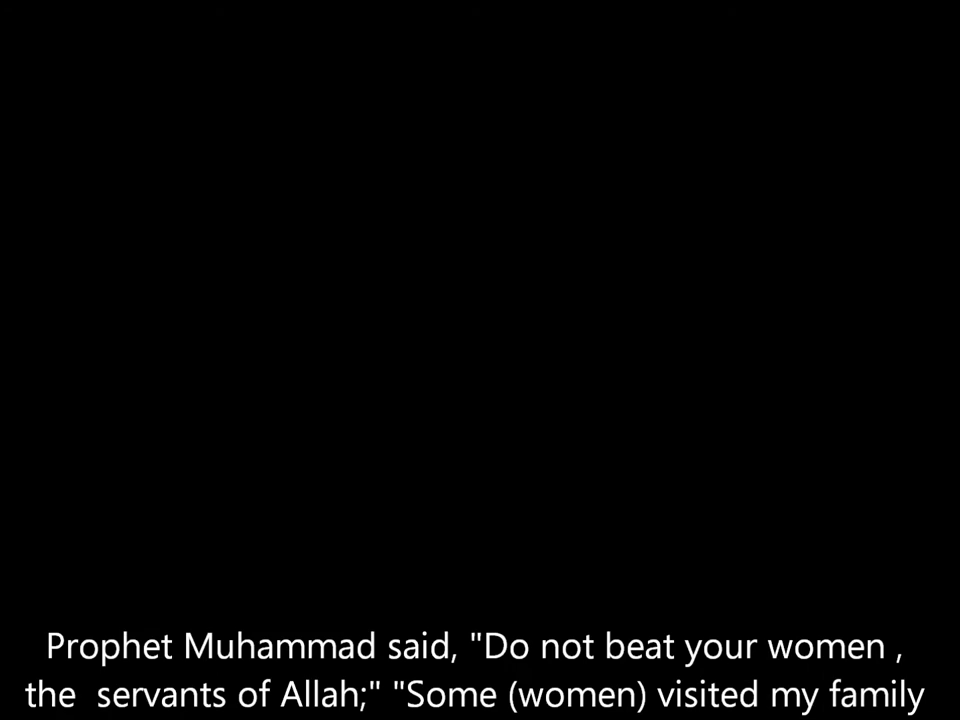 Prophet Muhammad said, "Do not beat your women ,
the  servants of Allah;" "Some (women) visited my family